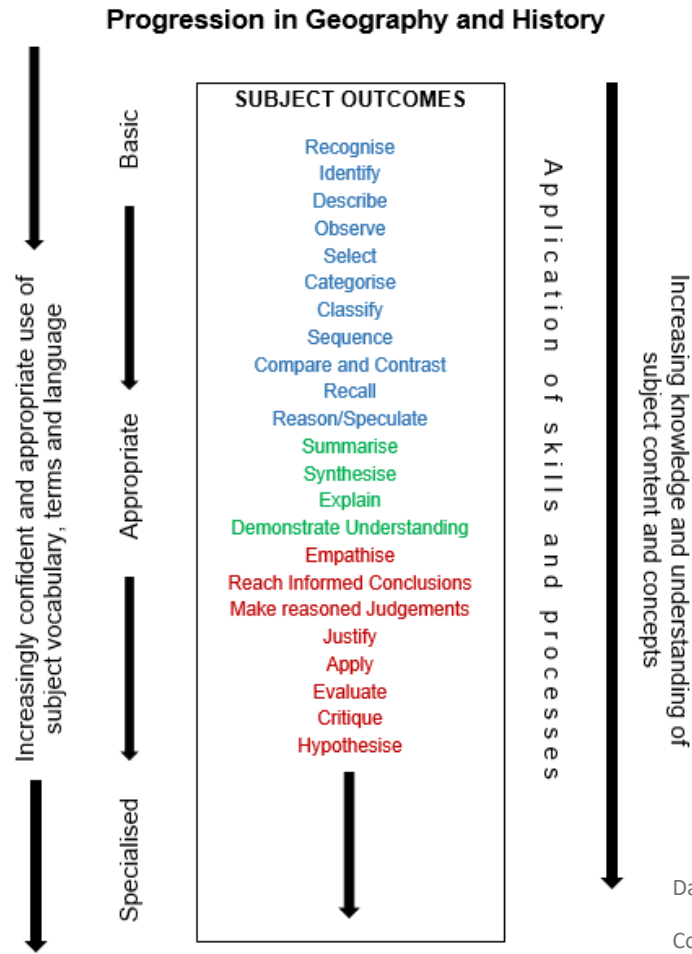 Progression in Geography and History
SUBJECT OUTCOMES
Recognise
Identify
Describe
Observe
Select
Categorise
Classify
Sequence
Compare and Contrast
Recall
Reason/Speculate
Summarise
Synthesise
Explain
Demonstrate Understanding
Empathise
Reach Informed Conclusions
Make reasoned Judgements
Justify
Apply
Evaluate
Critique
Hypothesise
Increasingly confident and appropriate use of
subject vocabulary, terms and language
Basic
Appropriate
Specialised
Application of skills and processes
Increasing knowledge and understanding of
subject content and concepts